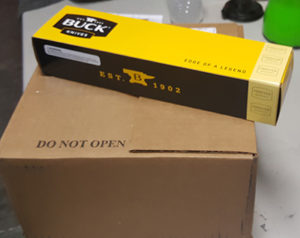 BUCK
KNIVES
EDGE OF A LEGEND
EST. B 1902
DO NOT OPEN